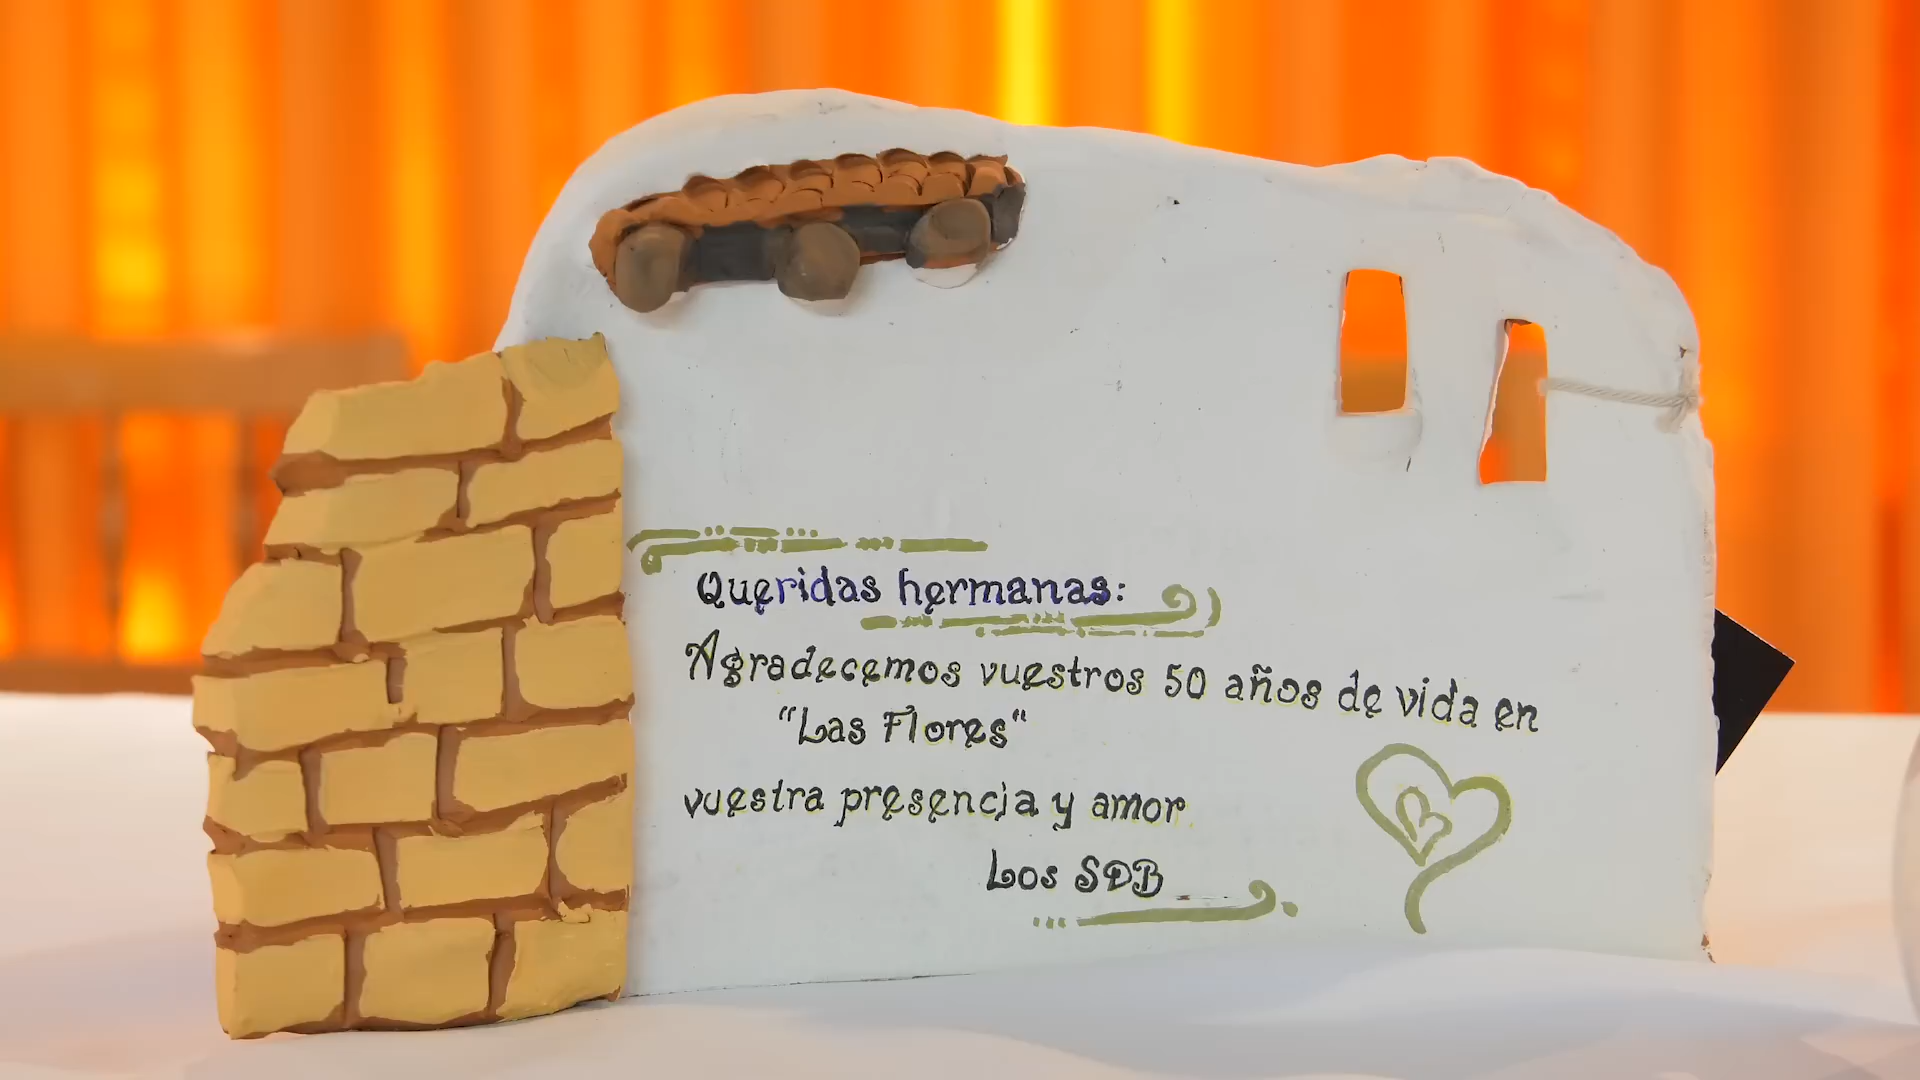 Queridas hermanas:
Agradecemos vuestros 50 años de vida en
"Las Flores"
vuestra presencia y amor
Los SDB